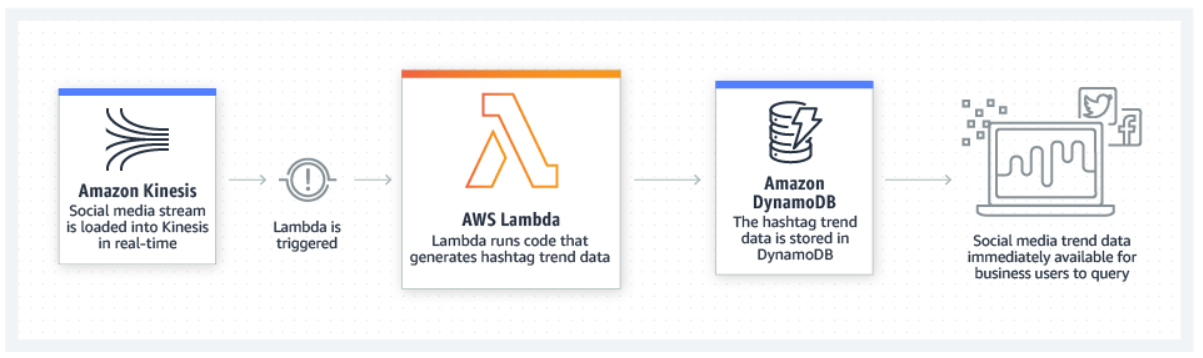 Amazon Kinesis
Social media stream
is loaded into Kinesis
in real-time
Lambda is
triggered
AWS Lambda
Lambda runs code that
generates hashtag trend data
Amazon
DynamoDB
The hashtag trend
data is stored in
DynamoDB
Social media trend data
immediately available for
business users to query